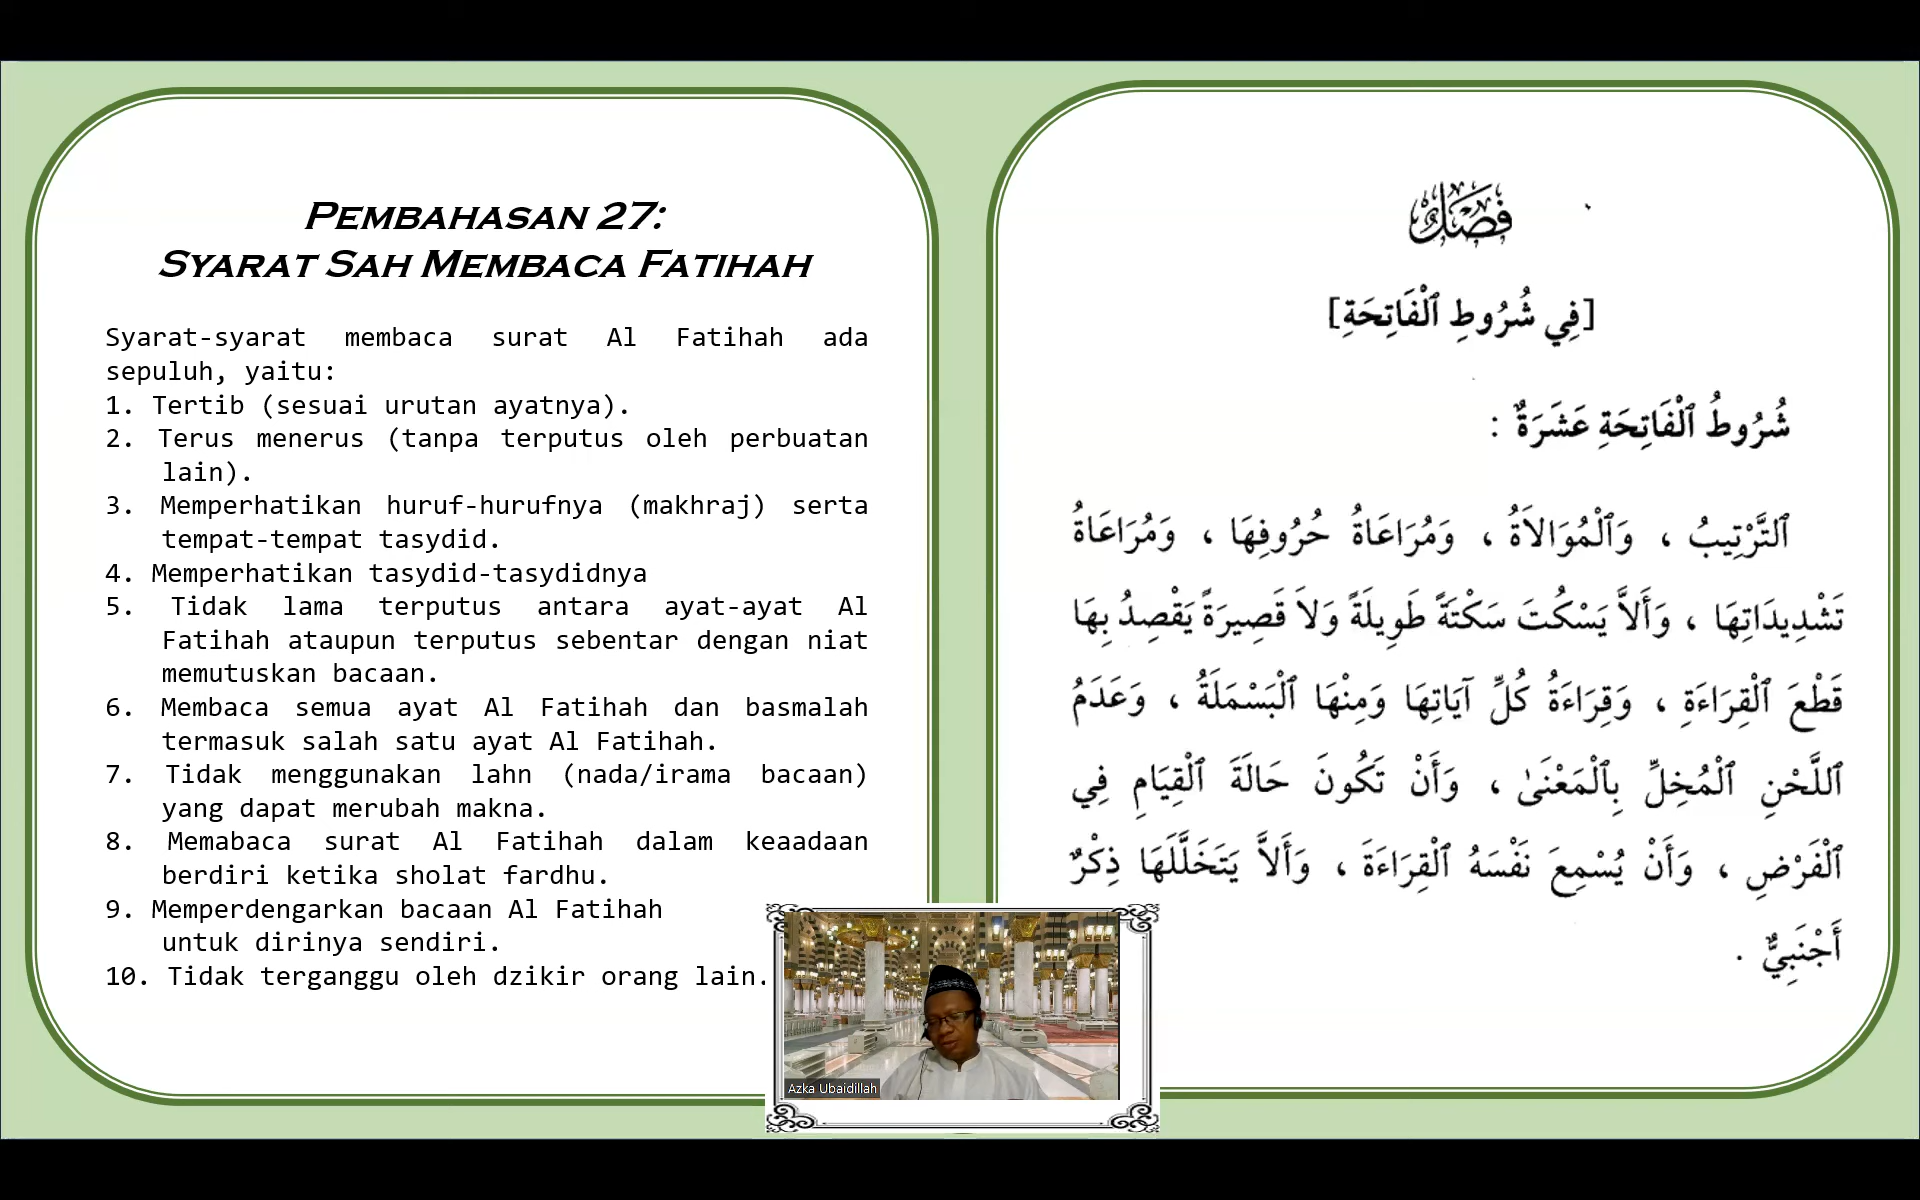 PEMBAHASAN 27:
SYARAT SAH MEMBACA FATIHAH
Syarat-syarat membaca surat Al Fatihah ada
sepuluh, yaitu:
1. Tertib (sesuai urutan ayatnya).
2. Terus menerus (tanpa terputus oleh perbuatan
lain).
3. Memperhatikan huruf-hurufnya (makhraj) serta
tempat-tempat tasydid.
4. Memperhatikan tasydid-tasydidnya
5. Tidak lama terputus antara ayat-ayat Al
Fatihah ataupun terputus sebentar dengan niat
memutuskan bacaan.
6. Membaca semua ayat Al Fatihah dan basmalah
termasuk salah satu ayat Al Fatihah.
7. Tidak menggunakan lahn (nada/irama bacaan)
yang dapat merubah makna.
8. Memabaca surat Al Fatihah dalam keaadaan
berdiri ketika sholat fardhu.
9. Memperdengarkan bacaan Al Fatihah
untuk dirinya sendiri.
10. Tidak terganggu oleh dzikir orang lain.
فَصْلٌ
[فِي شُرُوطِ ٱلْفَاتِحَةِ]
شُرُوطُ ٱلْفَاتِحَةِ عَشَرَةٌ :
ٱلتَّرْتِيبُ ، وَٱلْمُوَالاَةُ ، وَمُرَاعَاةُ حُرُوفِهَا ، وَمُرَاعَاةُ
تَشْدِيدَاتِهَا ، وَأَلاَّ يَسْكُتَ سَكْتَةً طَوِيلَةً وَلاَ قَصِيرَةً يَقْصِدُ بِهَا
قَطْعَ ٱلْقِرَاءَةِ ، وَقِرَاءَةُ كُلِّ آيَاتِهَا وَمِنْهَا ٱلْبَسْمَلَةُ ، وَعَدَمُ
ٱللَّحْنِ ٱلْمُخِلِّ بِٱلْمَعْنَىٰ ، وَأَنْ تَكُونَ حَالَةَ ٱلْقِيَامِ فِي
ٱلْفَرْضِ ، وَأَنْ يُسْمِعَ نَفْسَهُ ٱلْقِرَاءَةَ ، وَأَلاَّ يَتَخَلَّلَهَا ذِكْرٌ
أَجْنَبِيٌّ .
Azka Ubaidillah